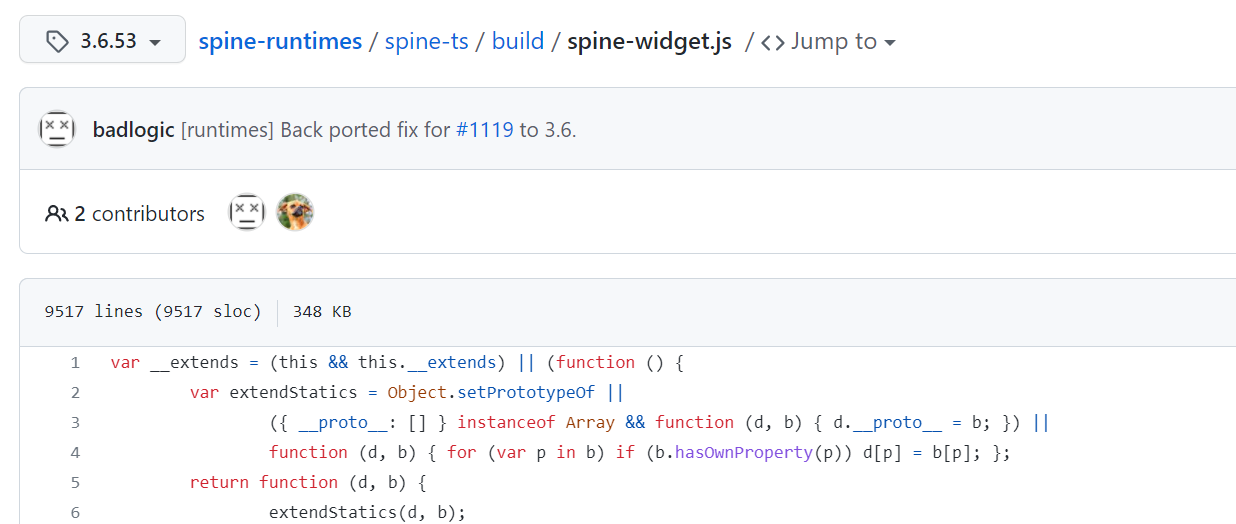 3.6.53 spine-runtimes / spine-ts / build / spine-widget.js / <> Jump to
badlogic [runtimes] Back ported fix for #1119 to 3.6.
2 contributors
9517 lines (9517 sloc) 348 KB
1 var __extends = (this && this.__extends) || (function () {
2 var extendStatics = Object.setPrototypeOf ||
3 ({ __proto__: [] } instanceof Array && function (d, b) { d.__proto__ = b; }) ||
4 function (d, b) { for (var p in b) if (b.hasOwnProperty(p)) d[p] = b[p]; };
5 return function (d, b) {
6 extendStatics(d, b);